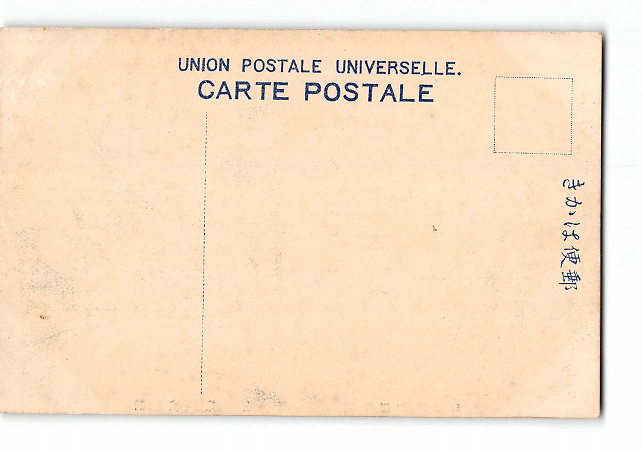 UNION POSTALE UNIVERSELLE.
CARTE POSTALE
きかは便郵